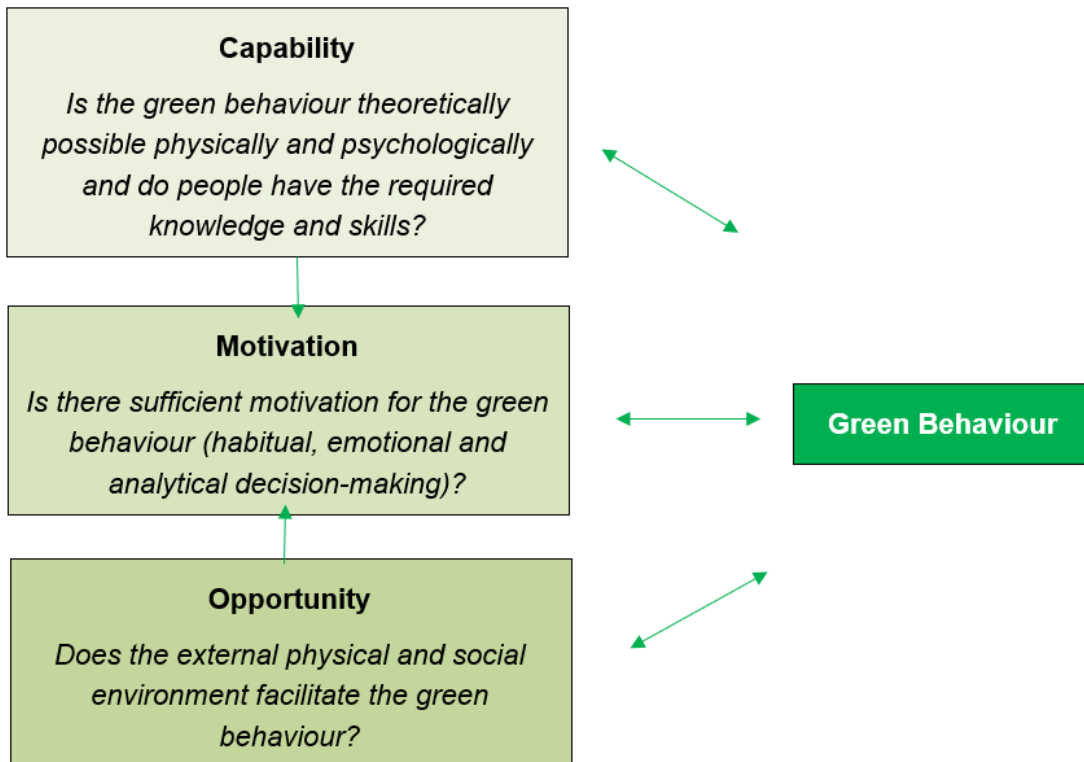 Capability
Is the green behaviour theoretically
possible physically and psychologically
and do people have the required
knowledge and skills?
Motivation
Is there sufficient motivation for the green
behaviour (habitual, emotional and
analytical decision-making)?
Green Behaviour
Opportunity
Does the external physical and social
environment facilitate the green
behaviour?